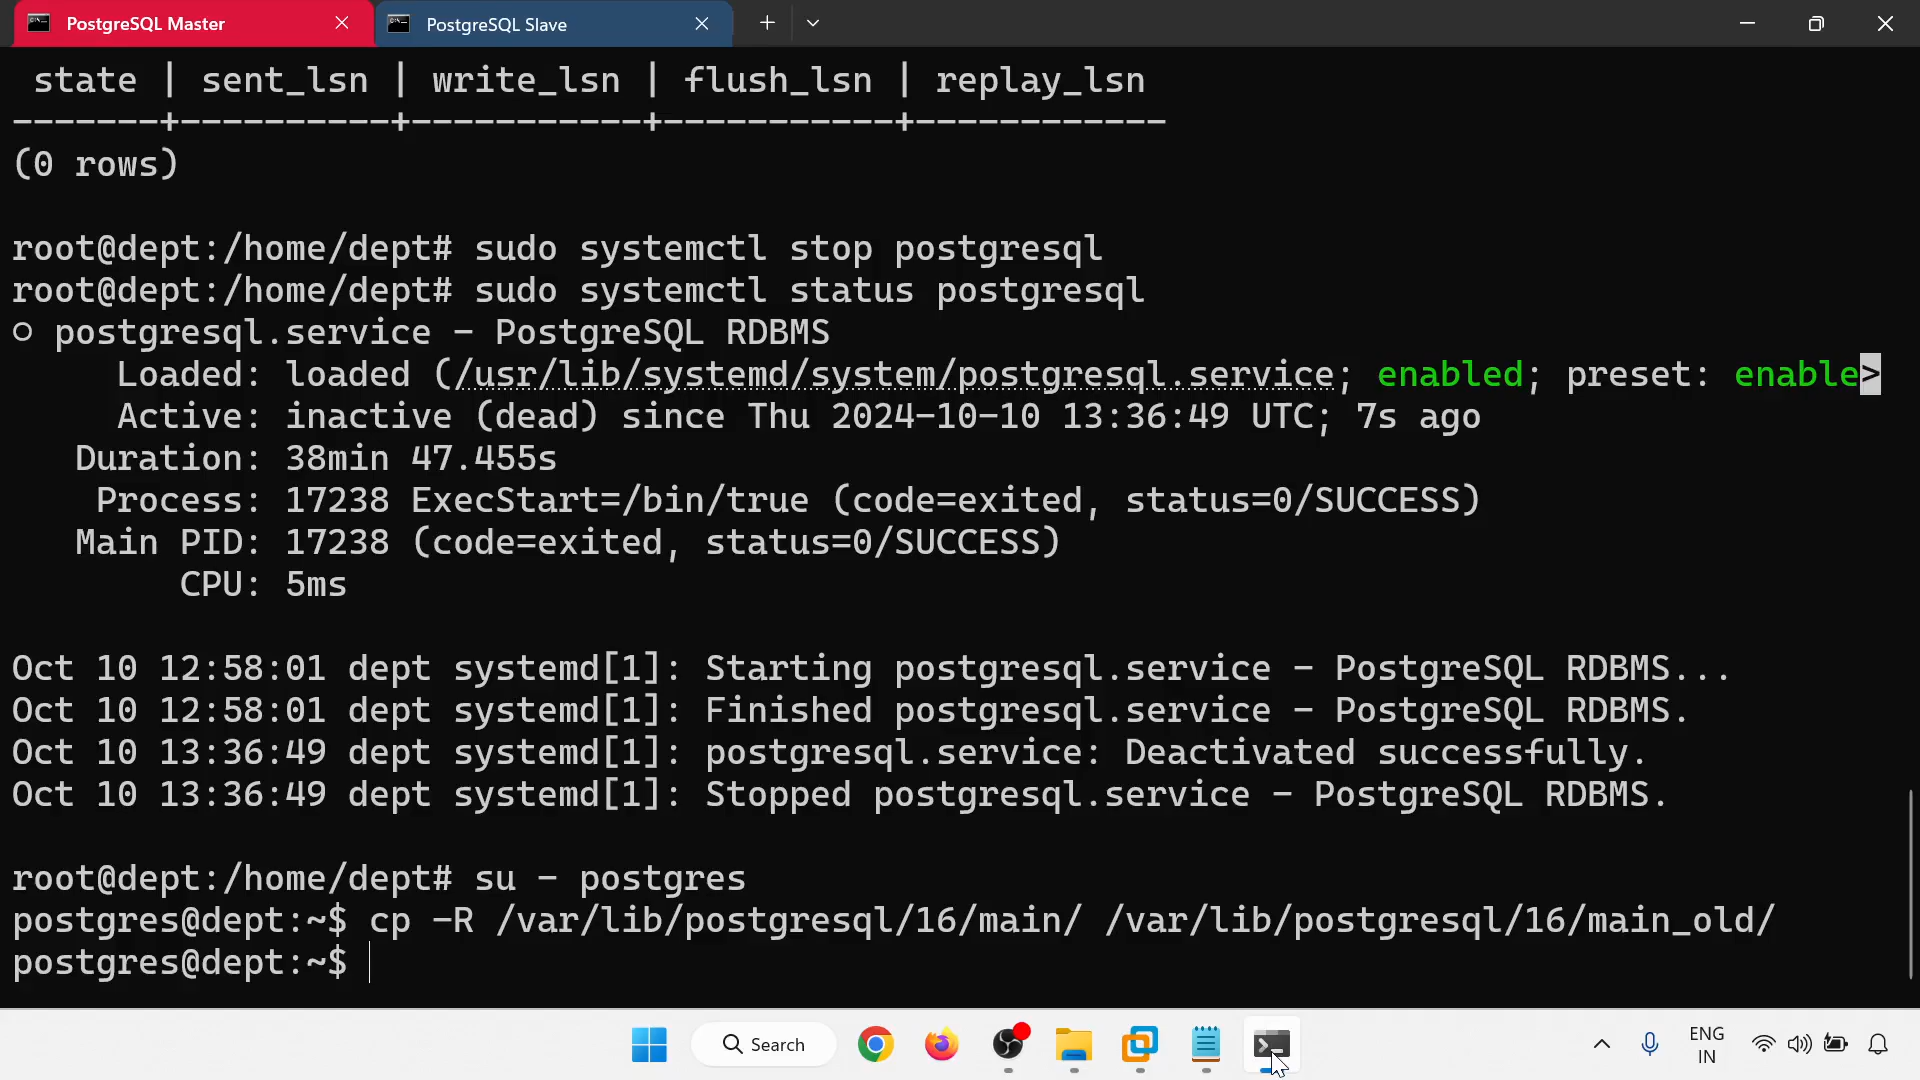 PostgreSQL Master
PostgreSQL Slave
state | sent_lsn | write_lsn | flush_lsn | replay_lsn
-------+----------+-----------+-----------+------------
(0 rows)
root@dept:/home/dept# sudo systemctl stop postgresql
root@dept:/home/dept# sudo systemctl status postgresql
○ postgresql.service - PostgreSQL RDBMS
Loaded: loaded (/usr/lib/systemd/system/postgresql.service; enabled; preset: enable>
Active: inactive (dead) since Thu 2024-10-10 13:36:49 UTC; 7s ago
Duration: 38min 47.455s
Process: 17238 ExecStart=/bin/true (code=exited, status=0/SUCCESS)
Main PID: 17238 (code=exited, status=0/SUCCESS)
CPU: 5ms
Oct 10 12:58:01 dept systemd[1]: Starting postgresql.service - PostgreSQL RDBMS...
Oct 10 12:58:01 dept systemd[1]: Finished postgresql.service - PostgreSQL RDBMS.
Oct 10 13:36:49 dept systemd[1]: postgresql.service: Deactivated successfully.
Oct 10 13:36:49 dept systemd[1]: Stopped postgresql.service - PostgreSQL RDBMS.
root@dept:/home/dept# su - postgres
postgres@dept:~$ cp -R /var/lib/postgresql/16/main/ /var/lib/postgresql/16/main_old/
postgres@dept:~$
Search
ENG
IN